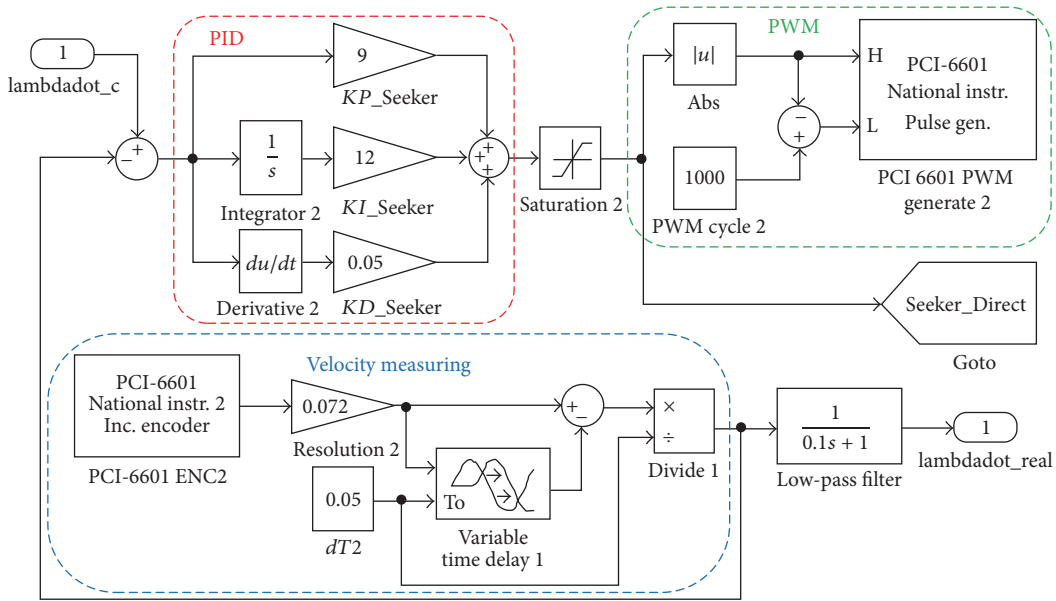 PID
PWM
1
lambdadot_c
9
KP_Seeker
|u|
Abs
H
L
PCI-6601
National instr.
Pulse gen.
PCI 6601 PWM
generate 2
− +
1
s
Integrator 2
12
KI_Seeker
+
+
+
Saturation 2
−
+
1000
PWM cycle 2
du/dt
Derivative 2
0.05
KD_Seeker
Seeker_Direct
Goto
Velocity measuring
PCI-6601
National instr. 2
Inc. encoder
PCI-6601 ENC2
0.072
Resolution 2
+
−
×
÷
Divide 1
1
0.1s + 1
Low-pass filter
1
lambdadot_real
0.05
dT2
To
Variable
time delay 1